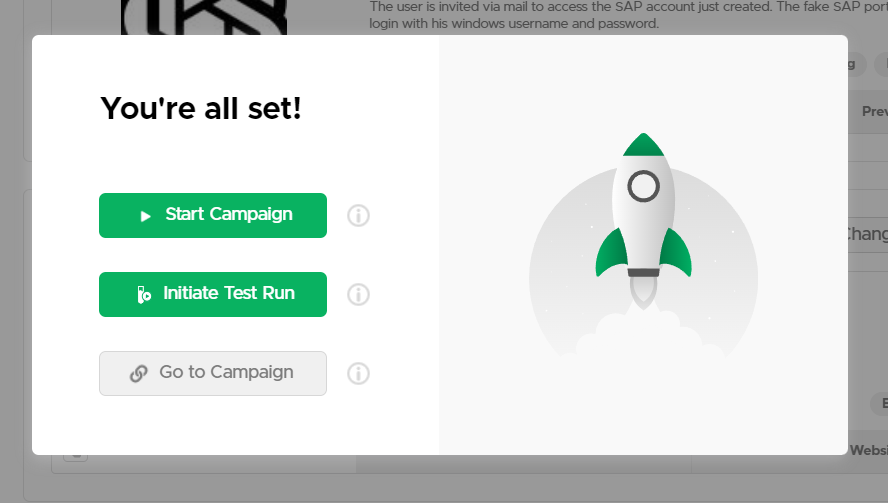 The user is invited via mail to access the SAP account just created. The fake SAP por
login with his windows username and password.
You're all set!
Start Campaign
Initiate Test Run
Go to Campaign
Prev
Chang
Websi